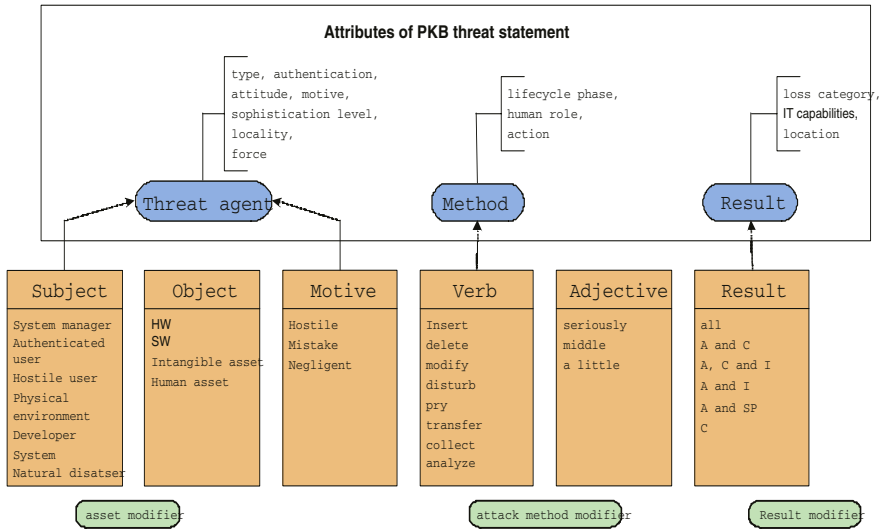 Attributes of PKB threat statement
type, authentication,
attitude, motive,
sophistication level,
locality,
force
lifecycle phase,
human role,
action
loss category,
IT capabilities,
location
Threat agent
Method
Result
Subject
System manager
Authenticated
user
Hostile user
Physical
environment
Developer
System
Natural disatser
Object
HW
SW
Intangible asset
Human asset
Motive
Hostile
Mistake
Negligent
Verb
Insert
delete
modify
disturb
pry
transfer
collect
analyze
Adjective
seriously
middle
a little
Result
all
A and C
A, C and I
A and I
A and SP
C
asset modifier
attack method modifier
Result modifier